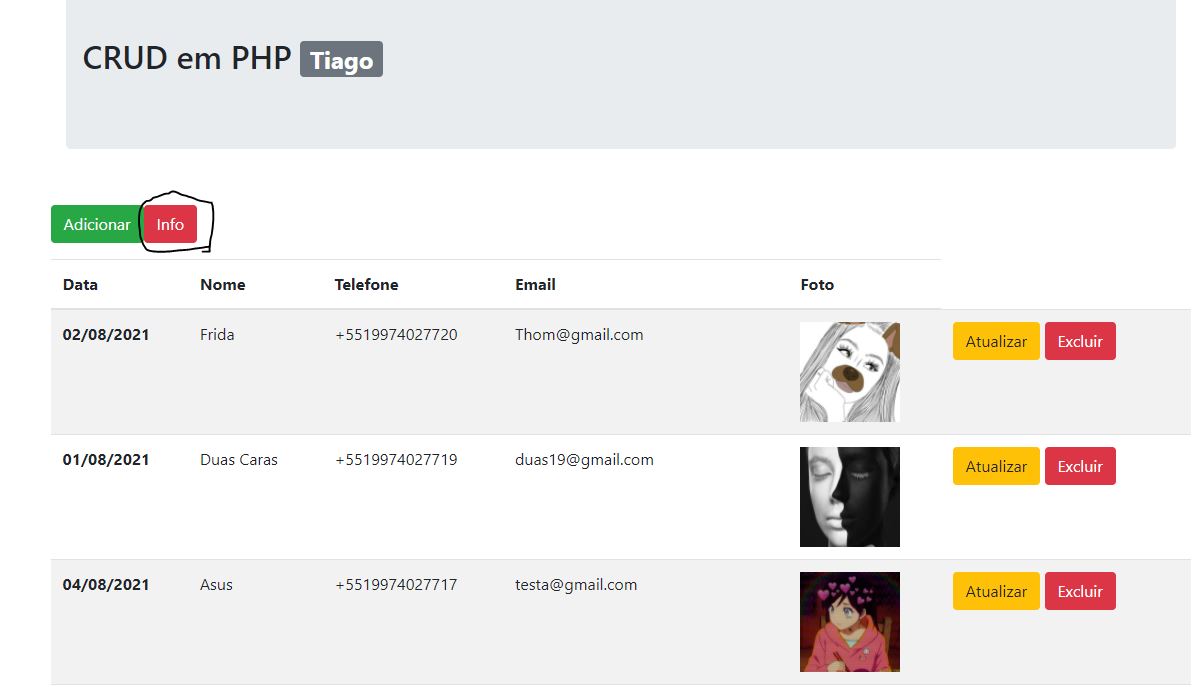 CRUD em PHP Tiago
Adicionar Info
Data Nome Telefone Email Foto
02/08/2021 Frida +5519974027720 Thom@gmail.com Atualizar Excluir
01/08/2021 Duas Caras +5519974027719 duas19@gmail.com Atualizar Excluir
04/08/2021 Asus +5519974027717 testa@gmail.com Atualizar Excluir